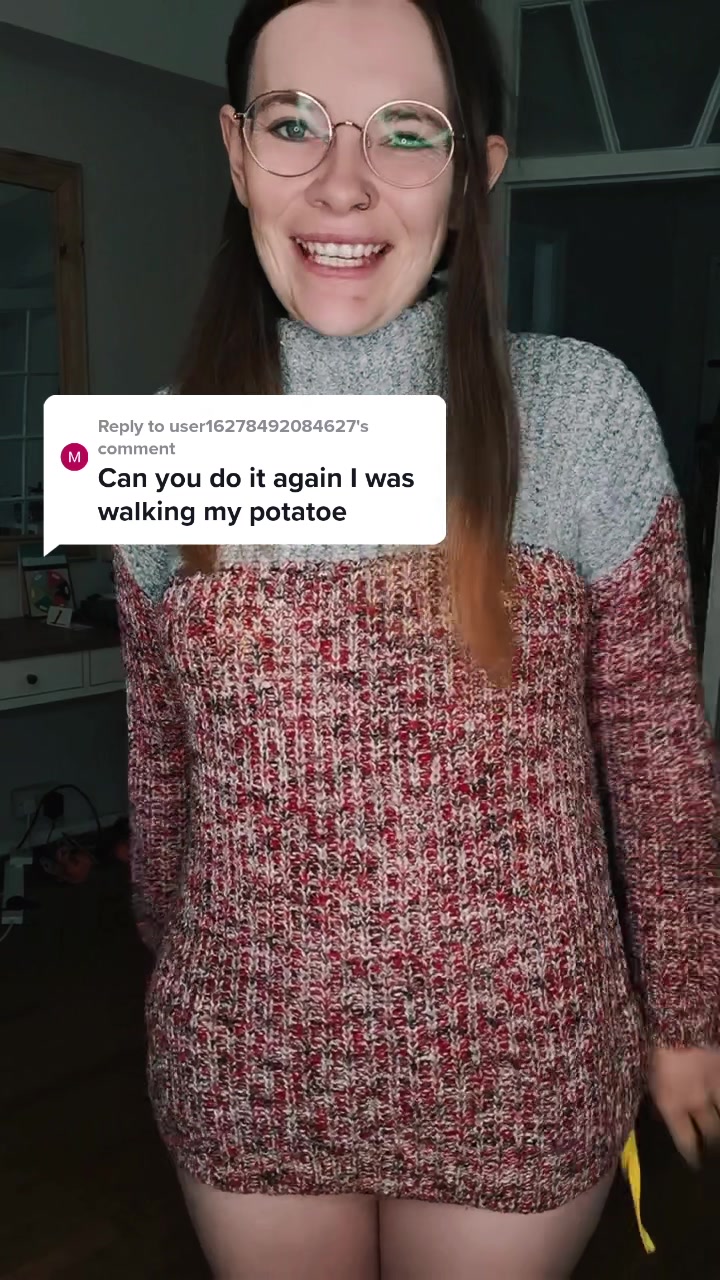 Reply to user16278492084627's
comment
M
Can you do it again I was
walking my potatoe